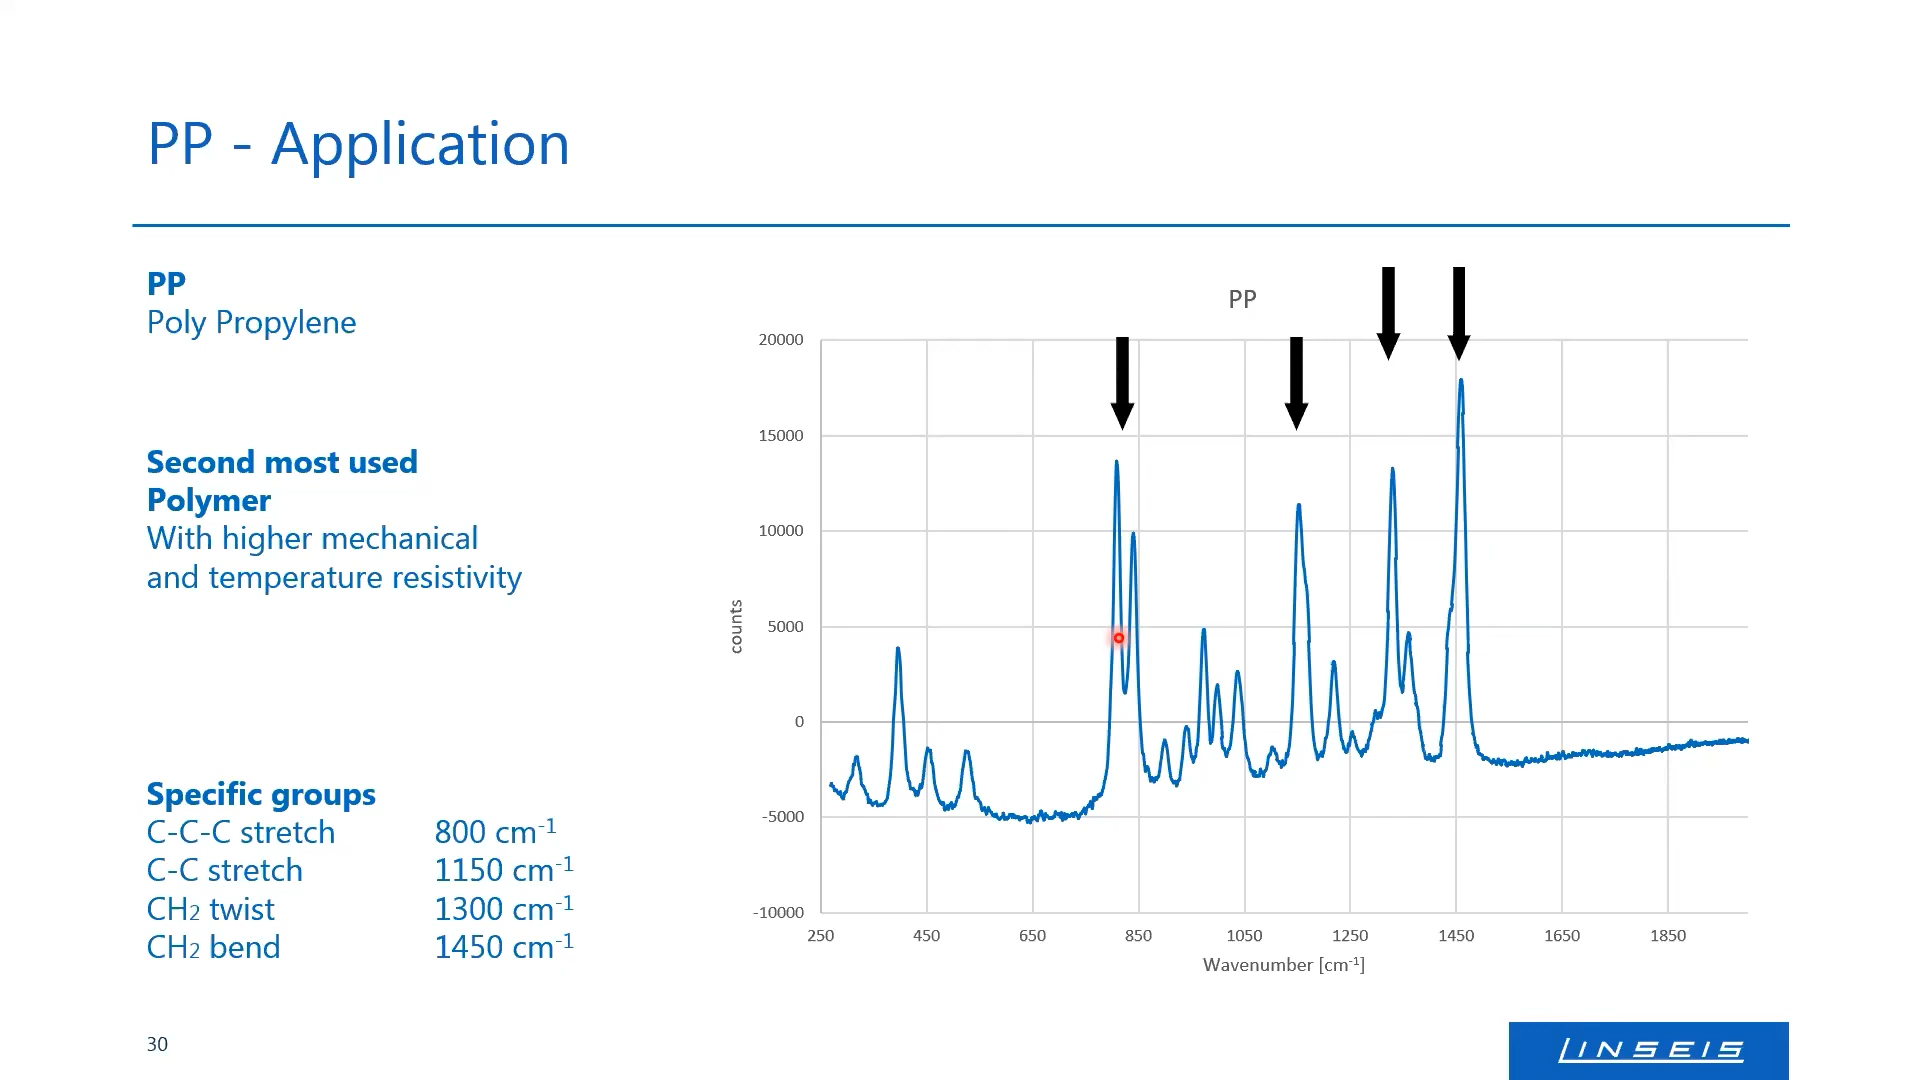 PP - Application
PP
Poly Propylene
Second most used
Polymer
With higher mechanical
and temperature resistivity
Specific groups
C-C-C stretch 800 cm⁻¹
C-C stretch 1150 cm⁻¹
CH₂ twist 1300 cm⁻¹
CH₂ bend 1450 cm⁻¹
PP
20000
15000
10000
5000
0
-5000
-10000
counts
250 450 650 850 1050 1250 1450 1650 1850
Wavenumber [cm⁻¹]
30
LINSEIS